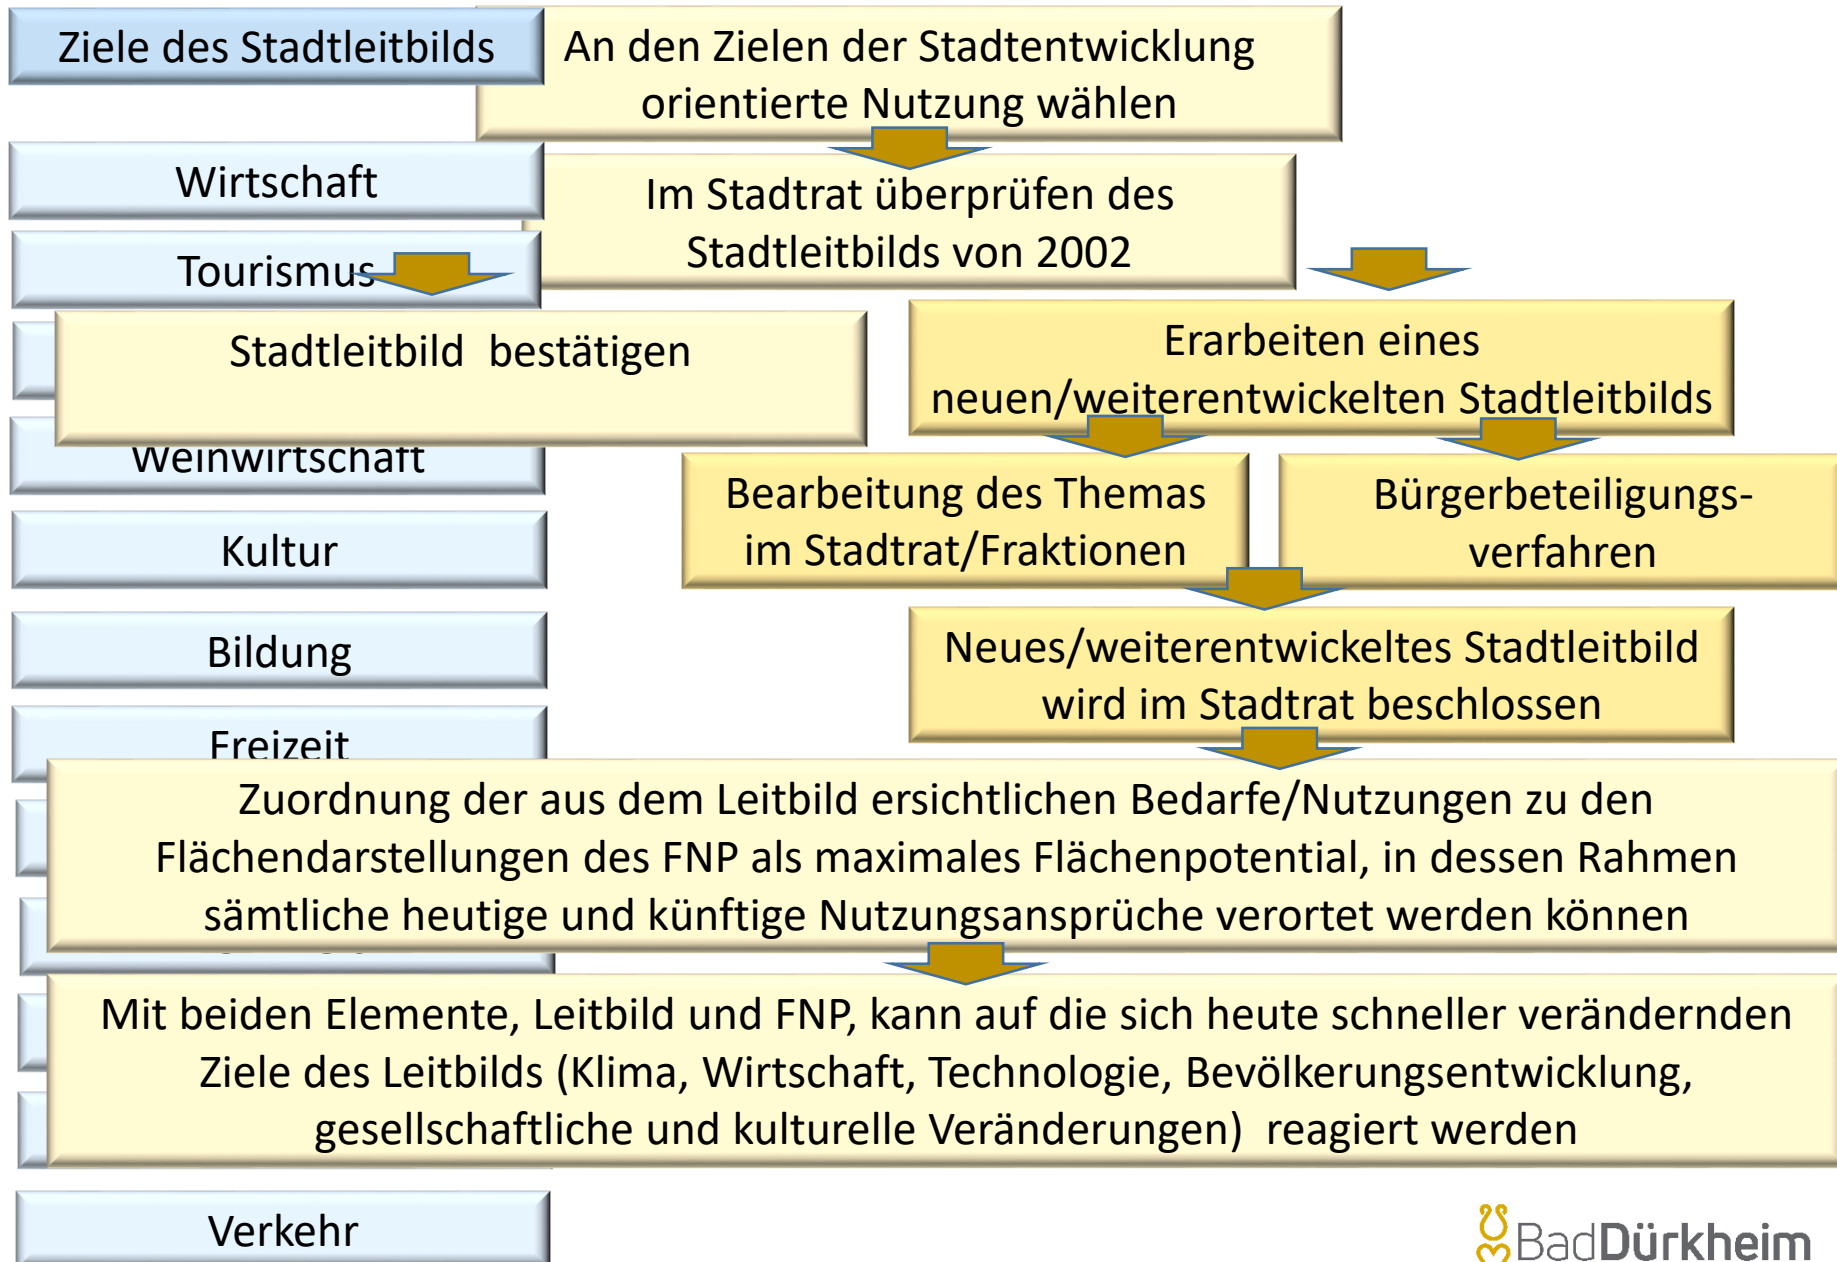 Ziele des Stadtleitbilds
An den Zielen der Stadtentwicklung
orientierte Nutzung wählen
Wirtschaft
Im Stadtrat überprüfen des
Stadtleitbilds von 2002
Tourismus
Stadtleitbild  bestätigen
Erarbeiten eines
neuen/weiterentwickelten Stadtleitbilds
Weinwirtschaft
Bearbeitung des Themas
im Stadtrat/Fraktionen
Bürgerbeteiligungs-
verfahren
Kultur
Bildung
Neues/weiterentwickeltes Stadtleitbild
wird im Stadtrat beschlossen
Freizeit
Zuordnung der aus dem Leitbild ersichtlichen Bedarfe/Nutzungen zu den
Flächendarstellungen des FNP als maximales Flächenpotential, in dessen Rahmen
sämtliche heutige und künftige Nutzungsansprüche verortet werden können
Mit beiden Elemente, Leitbild und FNP, kann auf die sich heute schneller verändernden
Ziele des Leitbilds (Klima, Wirtschaft, Technologie, Bevölkerungsentwicklung,
gesellschaftliche und kulturelle Veränderungen)  reagiert werden
Verkehr
BadDürkheim